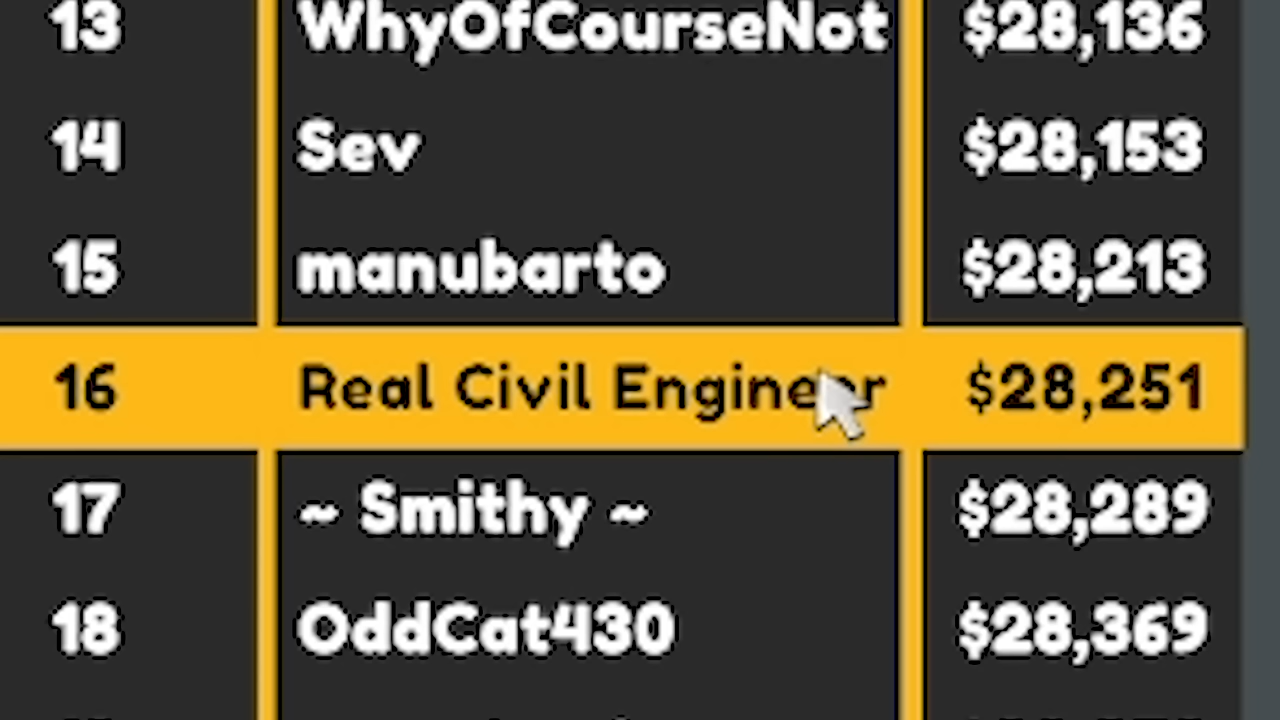 13 WhyOfCourseNot $28,136
14 Sev $28,153
15 manubarto $28,213
16 Real Civil Engineer $28,251
17 ~ Smithy ~ $28,289
18 OddCat430 $28,369